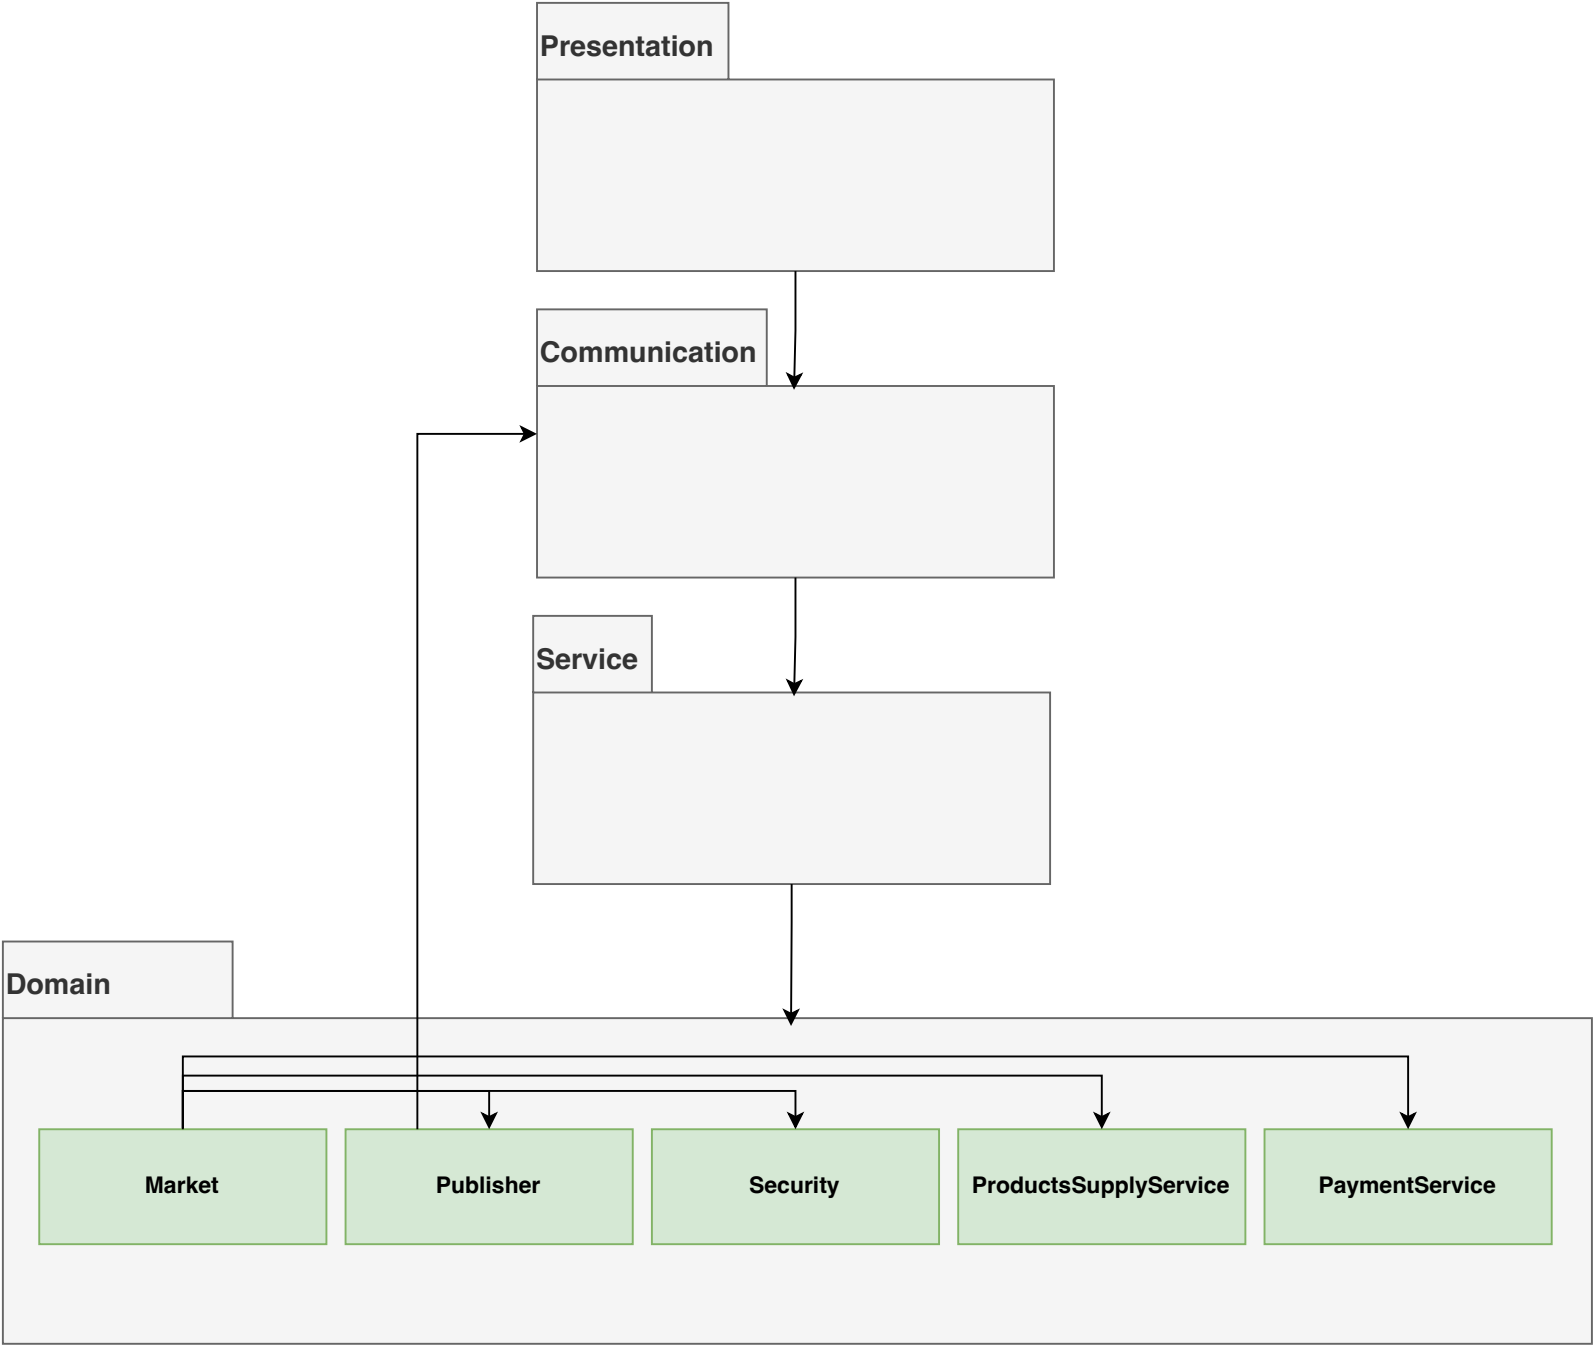 Presentation
Communication
Service
Domain
Market
Publisher
Security
ProductsSupplyService
PaymentService